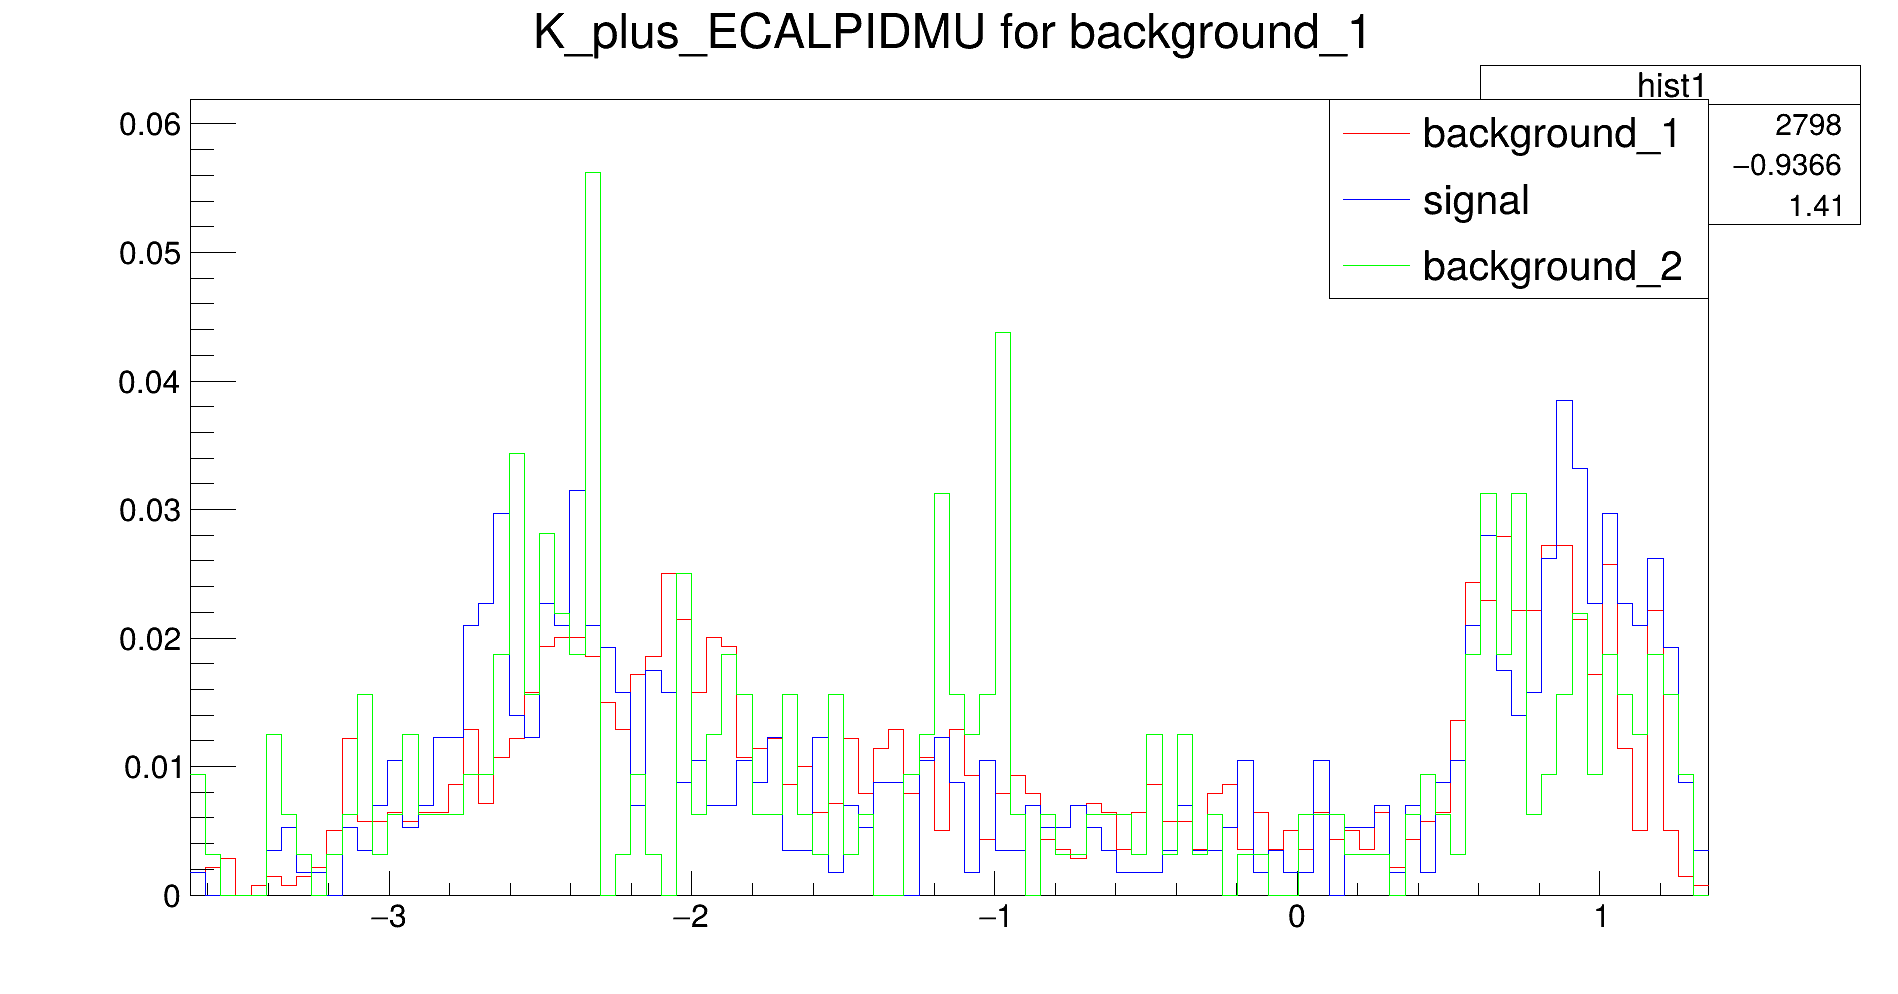 K_plus_ECALPIDMU for background_1
hist1
2798
−0.9366
1.41
background_1
signal
background_2
0.06
0.05
0.04
0.03
0.02
0.01
0
−3 −2 −1 0 1